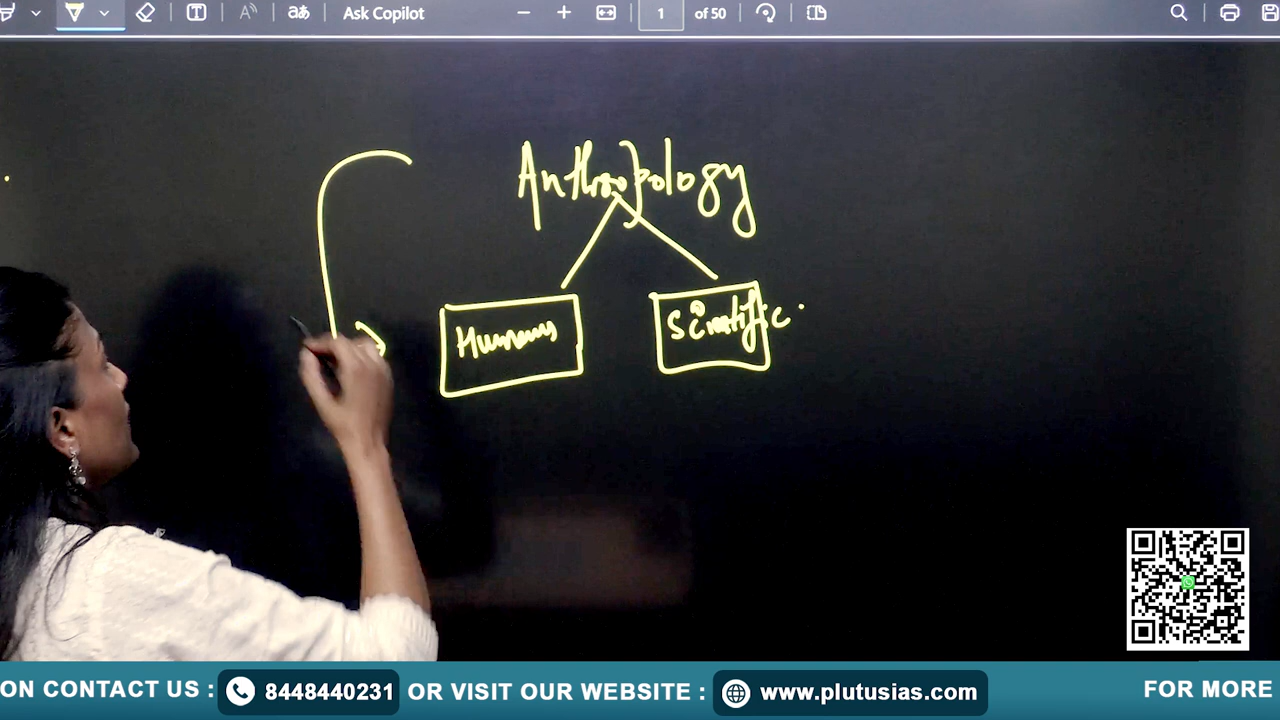 Ask Copilot
1 of 50
Anthropology
Humans
Scientific
ON CONTACT US : 8448440231 OR VISIT OUR WEBSITE : www.plutusias.com FOR MORE